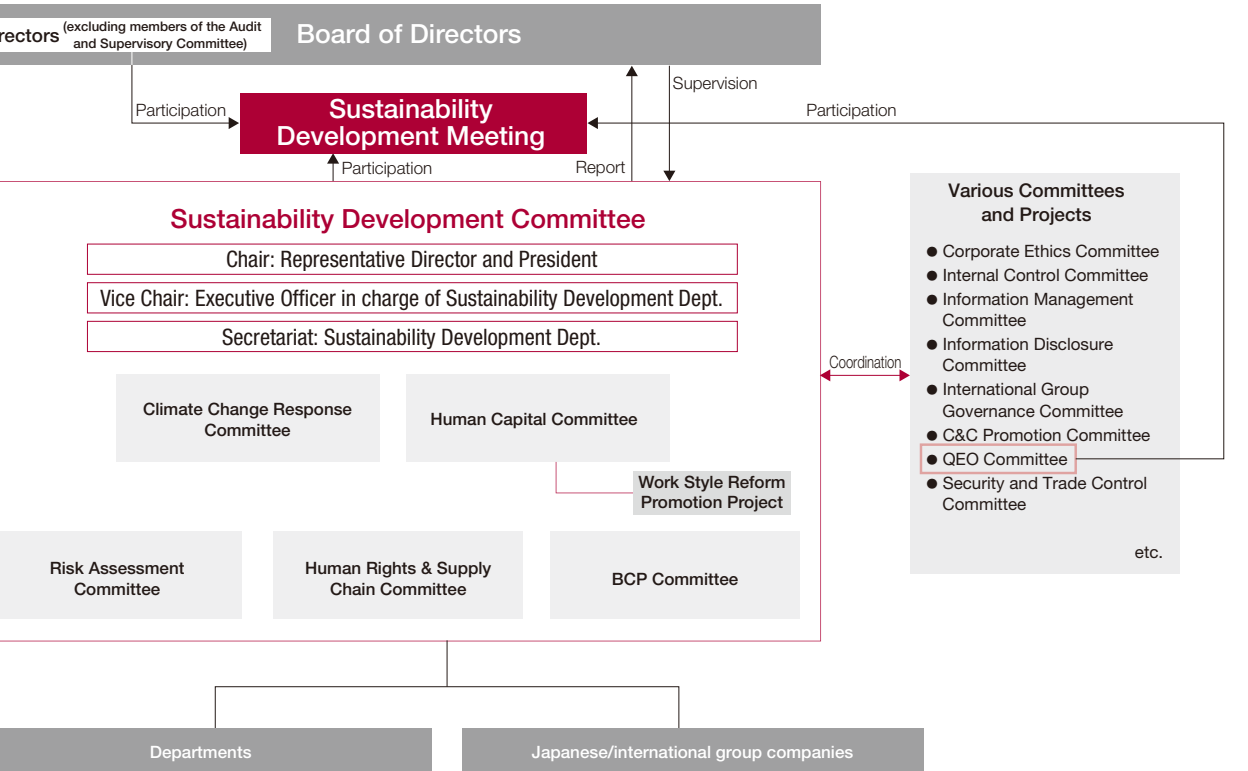 rectors (excluding members of the Audit
and Supervisory Committee)
Board of Directors
Supervision
Participation
Participation
Sustainability
Development Meeting
Participation
Report
Various Committees
and Projects
Sustainability Development Committee
Chair: Representative Director and President
Vice Chair: Executive Officer in charge of Sustainability Development Dept.
Secretariat: Sustainability Development Dept.
Coordination
● Corporate Ethics Committee
● Internal Control Committee
● Information Management
Committee
● Information Disclosure
Committee
● International Group
Governance Committee
● C&C Promotion Committee
● QEO Committee
● Security and Trade Control
Committee
etc.
Climate Change Response
Committee
Human Capital Committee
Work Style Reform
Promotion Project
Risk Assessment
Committee
Human Rights & Supply
Chain Committee
BCP Committee
Departments
Japanese/international group companies